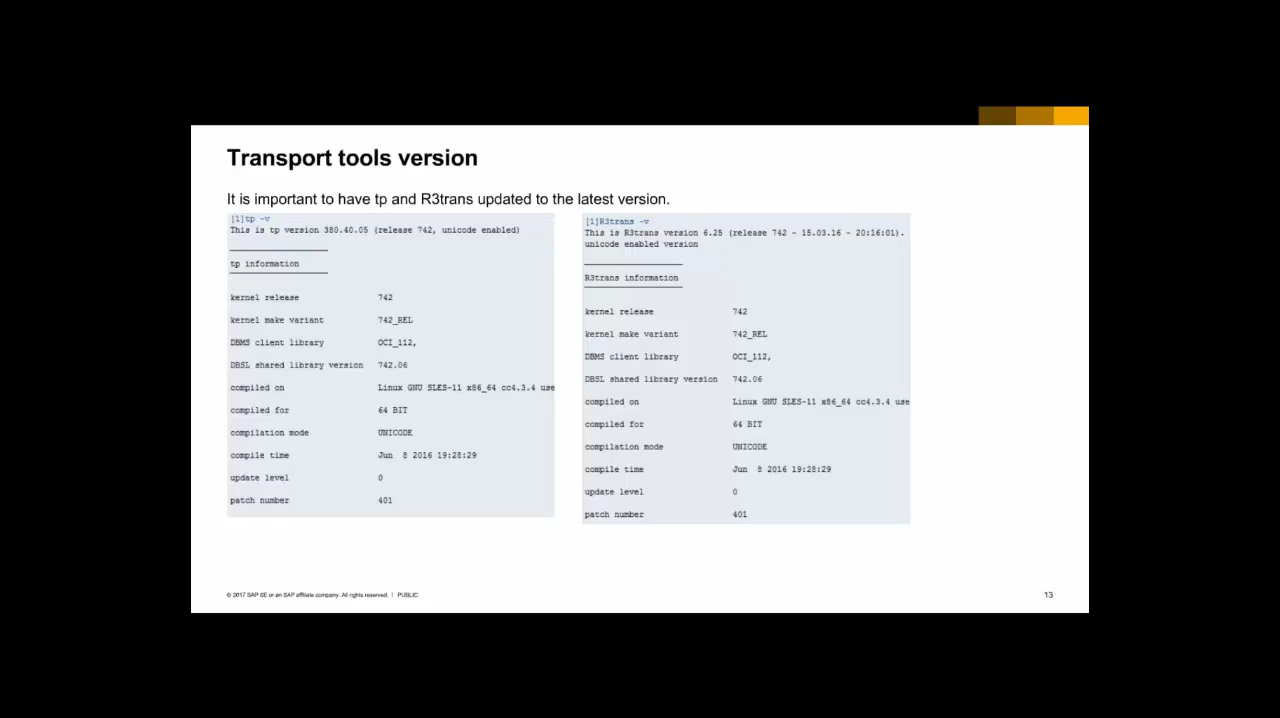 Transport tools version
It is important to have tp and R3trans updated to the latest version.
[1]tp -v
This is tp version 380.40.05 (release 742, unicode enabled)
tp information
kernel release 742
kernel make variant 742_REL
DBMS client library OCI_112,
DBSL shared library version 742.06
compiled on Linux GNU SLES-11 x86_64 cc4.3.4 use
compiled for 64 BIT
compilation mode UNICODE
compile time Jun 8 2016 19:28:29
update level 0
patch number 401
[1]R3trans -v
This is R3trans version 6.25 (release 742 - 15.03.16 - 20:16:01).
unicode enabled version
R3trans information
kernel release 742
kernel make variant 742_REL
DBMS client library OCI_112,
DBSL shared library version 742.06
compiled on Linux GNU SLES-11 x86_64 cc4.3.4 use
compiled for 64 BIT
compilation mode UNICODE
compile time Jun 8 2016 19:28:29
update level 0
patch number 401
© 2017 SAP SE or an SAP affiliate company. All rights reserved. | PUBLIC
13